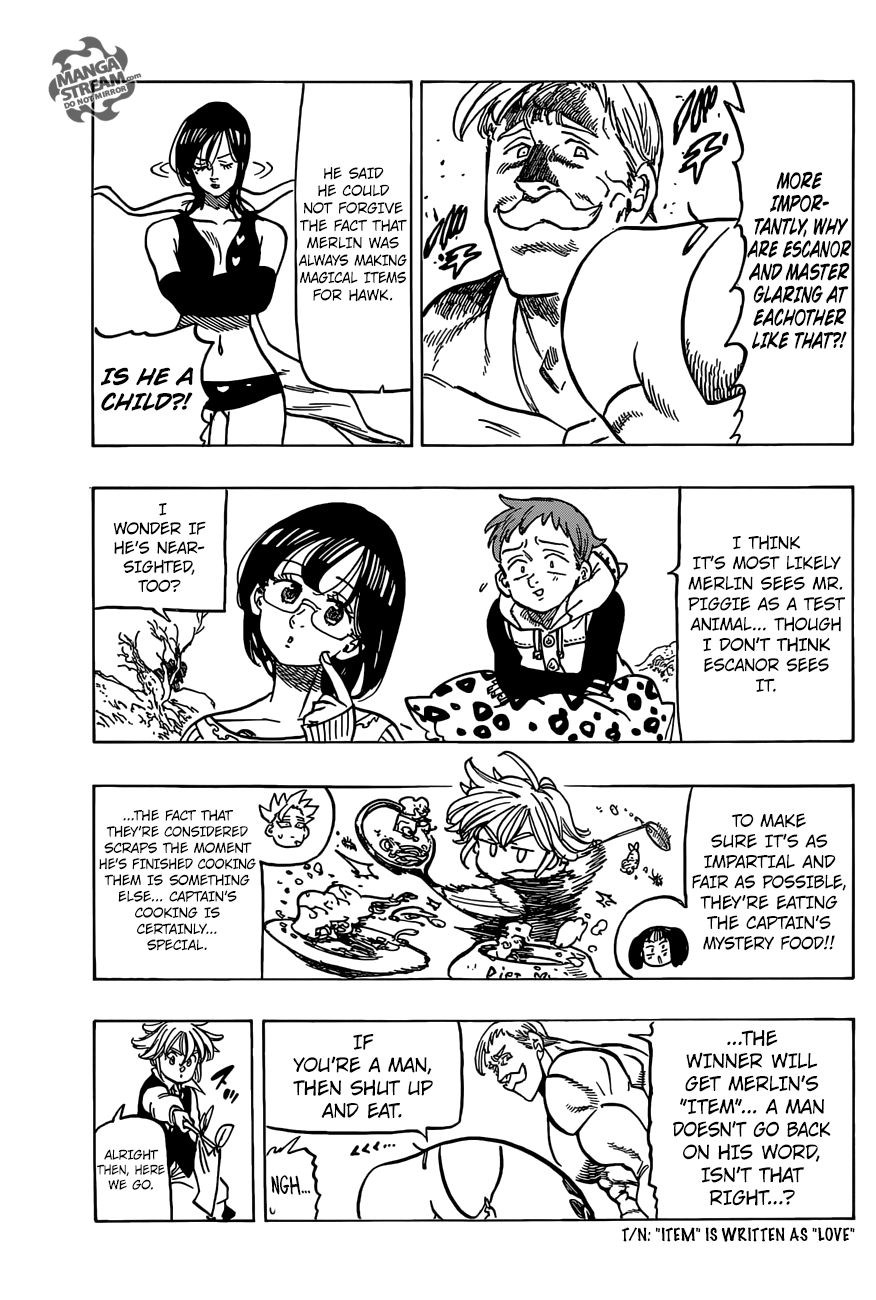 MANGA
STREAM.com
DO NOT MIRROR
MORE
IMPOR-
TANTLY, WHY
ARE ESCANOR
AND MASTER
GLARING AT
EACHOTHER
LIKE THAT?!
HE SAID
HE COULD
NOT FORGIVE
THE FACT THAT
MERLIN WAS
ALWAYS MAKING
MAGICAL ITEMS
FOR HAWK.
IS HE A
CHILD?!
I THINK
IT'S MOST LIKELY
MERLIN SEES MR.
PIGGIE AS A TEST
ANIMAL... THOUGH
I DON'T THINK
ESCANOR SEES
IT.
I
WONDER IF
HE'S NEAR-
SIGHTED,
TOO?
TO MAKE
SURE IT'S AS
IMPARTIAL AND
FAIR AS POSSIBLE,
THEY'RE EATING
THE CAPTAIN'S
MYSTERY FOOD!!
...THE FACT THAT
THEY'RE CONSIDERED
SCRAPS THE MOMENT
HE'S FINISHED COOKING
THEM IS SOMETHING
ELSE... CAPTAIN'S
COOKING IS
CERTAINLY...
SPECIAL.
...THE
WINNER WILL
GET MERLIN'S
"ITEM"... A MAN
DOESN'T GO BACK
ON HIS WORD,
ISN'T THAT
RIGHT...?
IF
YOU'RE A MAN,
THEN SHUT UP
AND EAT.
NGH...
ALRIGHT
THEN, HERE
WE GO.
T/N: "ITEM" IS WRITTEN AS "LOVE"